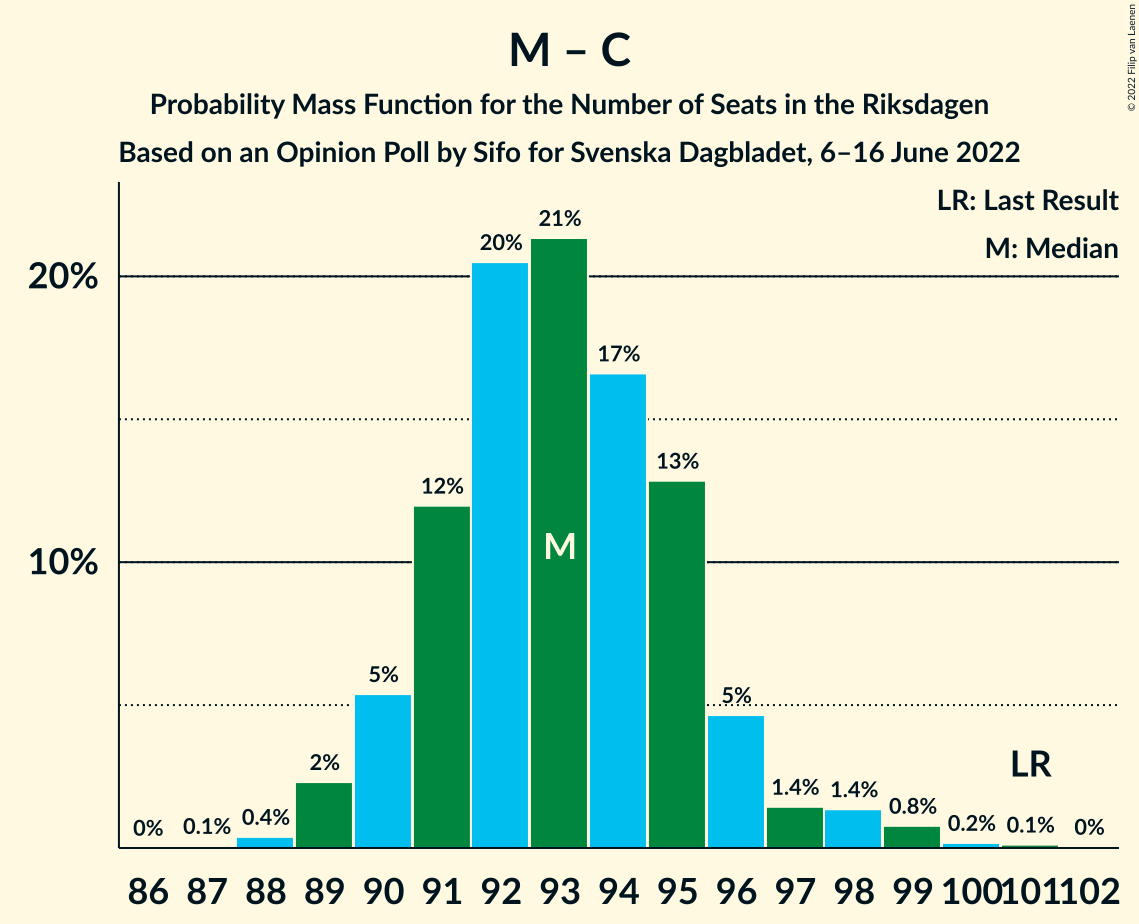 M – C
Probability Mass Function for the Number of Seats in the Riksdagen
Based on an Opinion Poll by Sifo for Svenska Dagbladet, 6–16 June 2022
© 2022 Filip van Laenen
LR: Last Result
M: Median
20%
10%
0%
0.1%
0.4%
2%
5%
12%
20%
21%
17%
13%
5%
1.4%
1.4%
0.8%
0.2%
0.1%
0%
M
LR
86 87 88 89 90 91 92 93 94 95 96 97 98 99 100 101 102